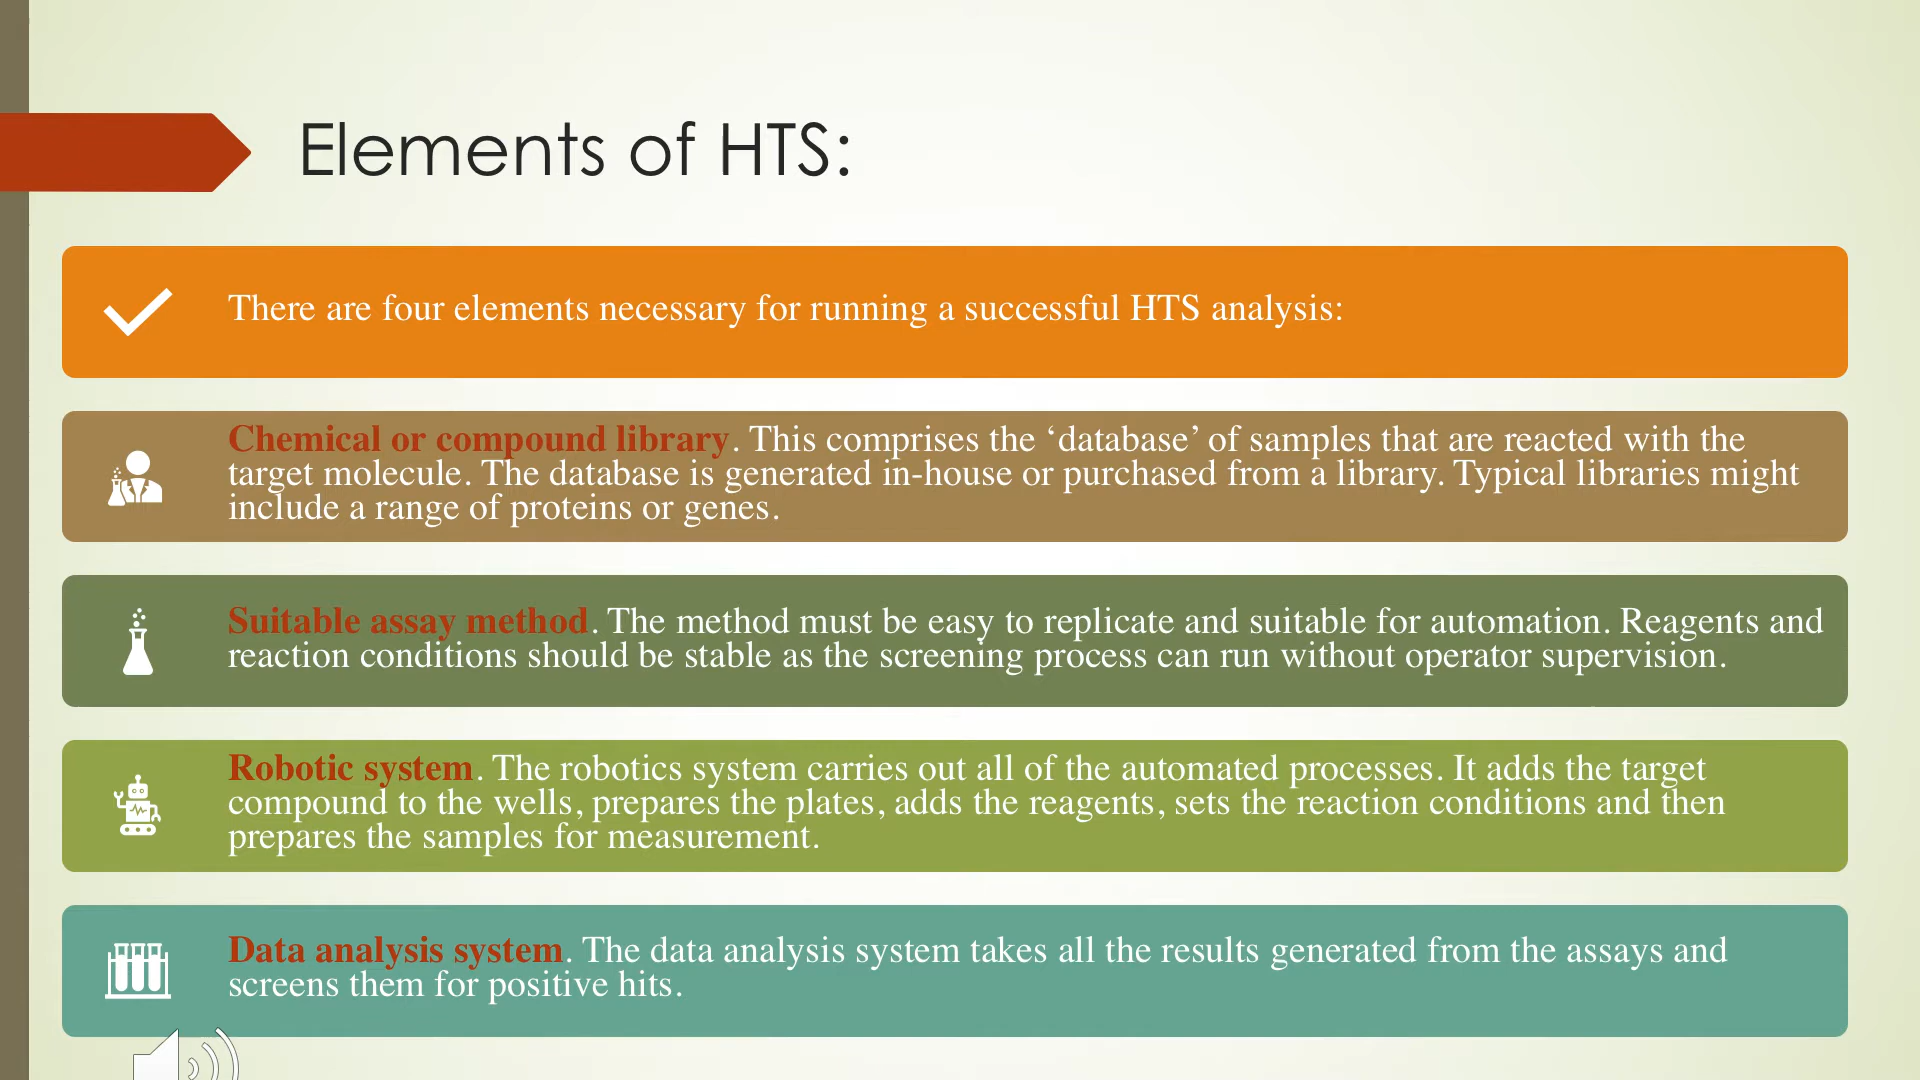 Elements of HTS:
There are four elements necessary for running a successful HTS analysis:
Chemical or compound library. This comprises the ‘database’ of samples that are reacted with the
target molecule. The database is generated in-house or purchased from a library. Typical libraries might
include a range of proteins or genes.
Suitable assay method. The method must be easy to replicate and suitable for automation. Reagents and
reaction conditions should be stable as the screening process can run without operator supervision.
Robotic system. The robotics system carries out all of the automated processes. It adds the target
compound to the wells, prepares the plates, adds the reagents, sets the reaction conditions and then
prepares the samples for measurement.
Data analysis system. The data analysis system takes all the results generated from the assays and
screens them for positive hits.